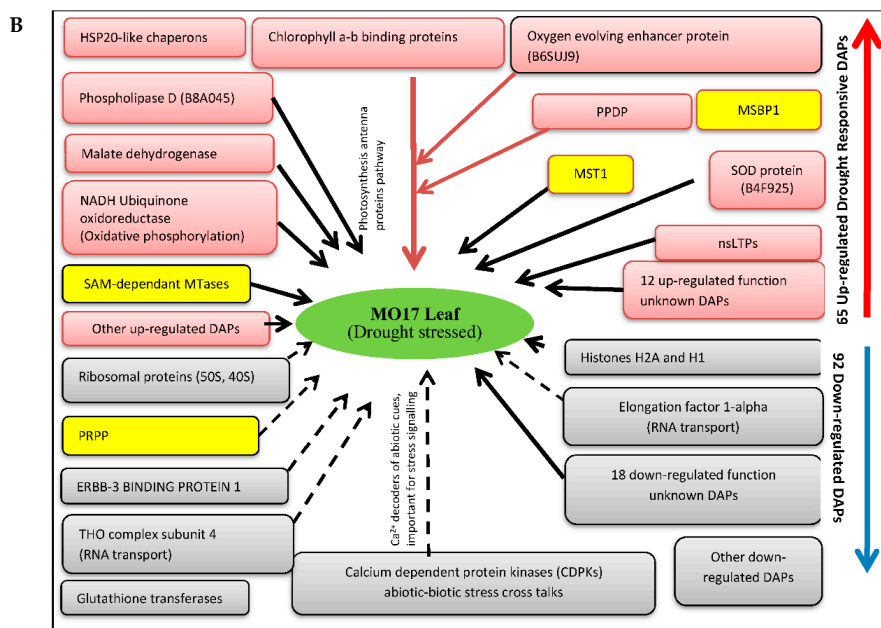 B
HSP20-like chaperons
Chlorophyll a-b binding proteins
Oxygen evolving enhancer protein
(B6SUJ9)
Phospholipase D (B8A045)
PPDP
MSBP1
Malate dehydrogenase
MST1
SOD protein
(B4F925)
NADH Ubiquinone
oxidoreductase
(Oxidative phosphorylation)
Photosynthesis antenna
proteins pathway
nsLTPs
SAM-dependant MTases
12 up-regulated function
unknown DAPs
Other up-regulated DAPs
MO17 Leaf
(Drought stressed)
65 Up-regulated Drought Responsive DAPs
Ribosomal proteins (50S, 40S)
Histones H2A and H1
PRPP
Elongation factor 1-alpha
(RNA transport)
ERBB-3 BINDING PROTEIN 1
18 down-regulated function
unknown DAPs
THO complex subunit 4
(RNA transport)
Ca²⁺ decoders of abiotic cues,
important for stress signalling
Calcium dependent protein kinases (CDPKs)
abiotic-biotic stress cross talks
Other down-
regulated DAPs
Glutathione transferases
92 Down-regulated DAPs